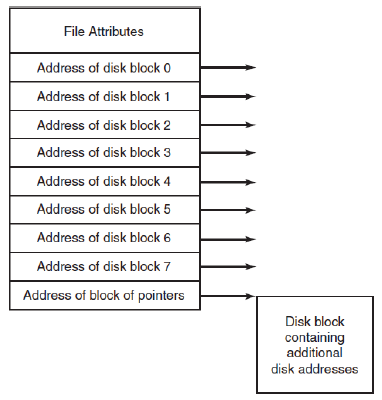 File Attributes
Address of disk block 0
Address of disk block 1
Address of disk block 2
Address of disk block 3
Address of disk block 4
Address of disk block 5
Address of disk block 6
Address of disk block 7
Address of block of pointers
Disk block
containing
additional
disk addresses